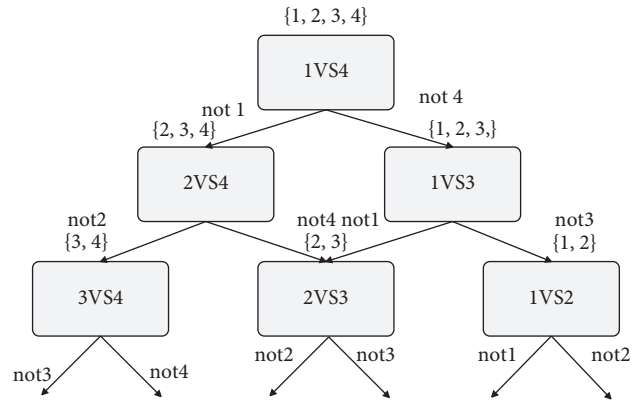 {1, 2, 3, 4}
1VS4
not 1
not 4
{2, 3, 4}
{1, 2, 3,}
2VS4
1VS3
not2
not4 not1
not3
{3, 4}
{2, 3}
{1, 2}
3VS4
2VS3
1VS2
not3
not4
not2
not3
not1
not2